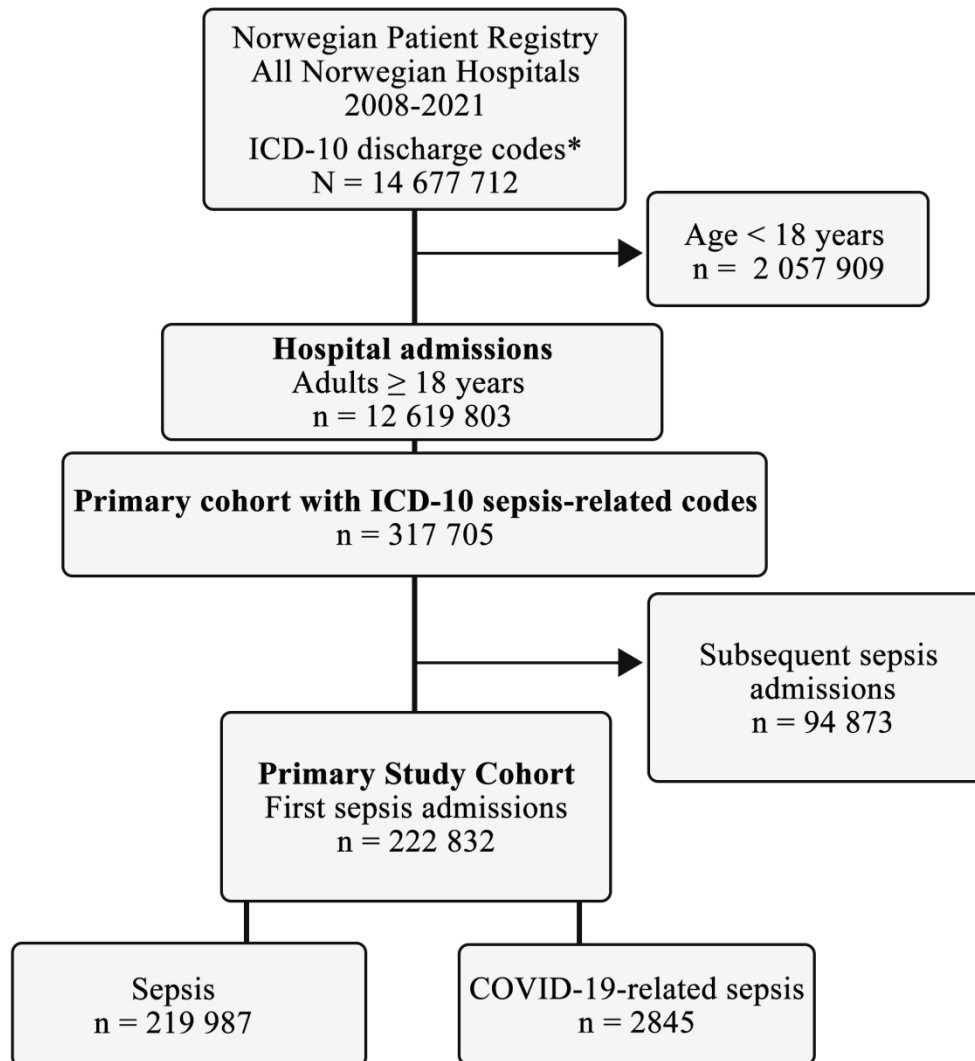 Norwegian Patient Registry
All Norwegian Hospitals
2008-2021
ICD-10 discharge codes*
N = 14 677 712
Age < 18 years
n = 2 057 909
Hospital admissions
Adults ≥ 18 years
n = 12 619 803
Primary cohort with ICD-10 sepsis-related codes
n = 317 705
Subsequent sepsis
admissions
n = 94 873
Primary Study Cohort
First sepsis admissions
n = 222 832
Sepsis
n = 219 987
COVID-19-related sepsis
n = 2845